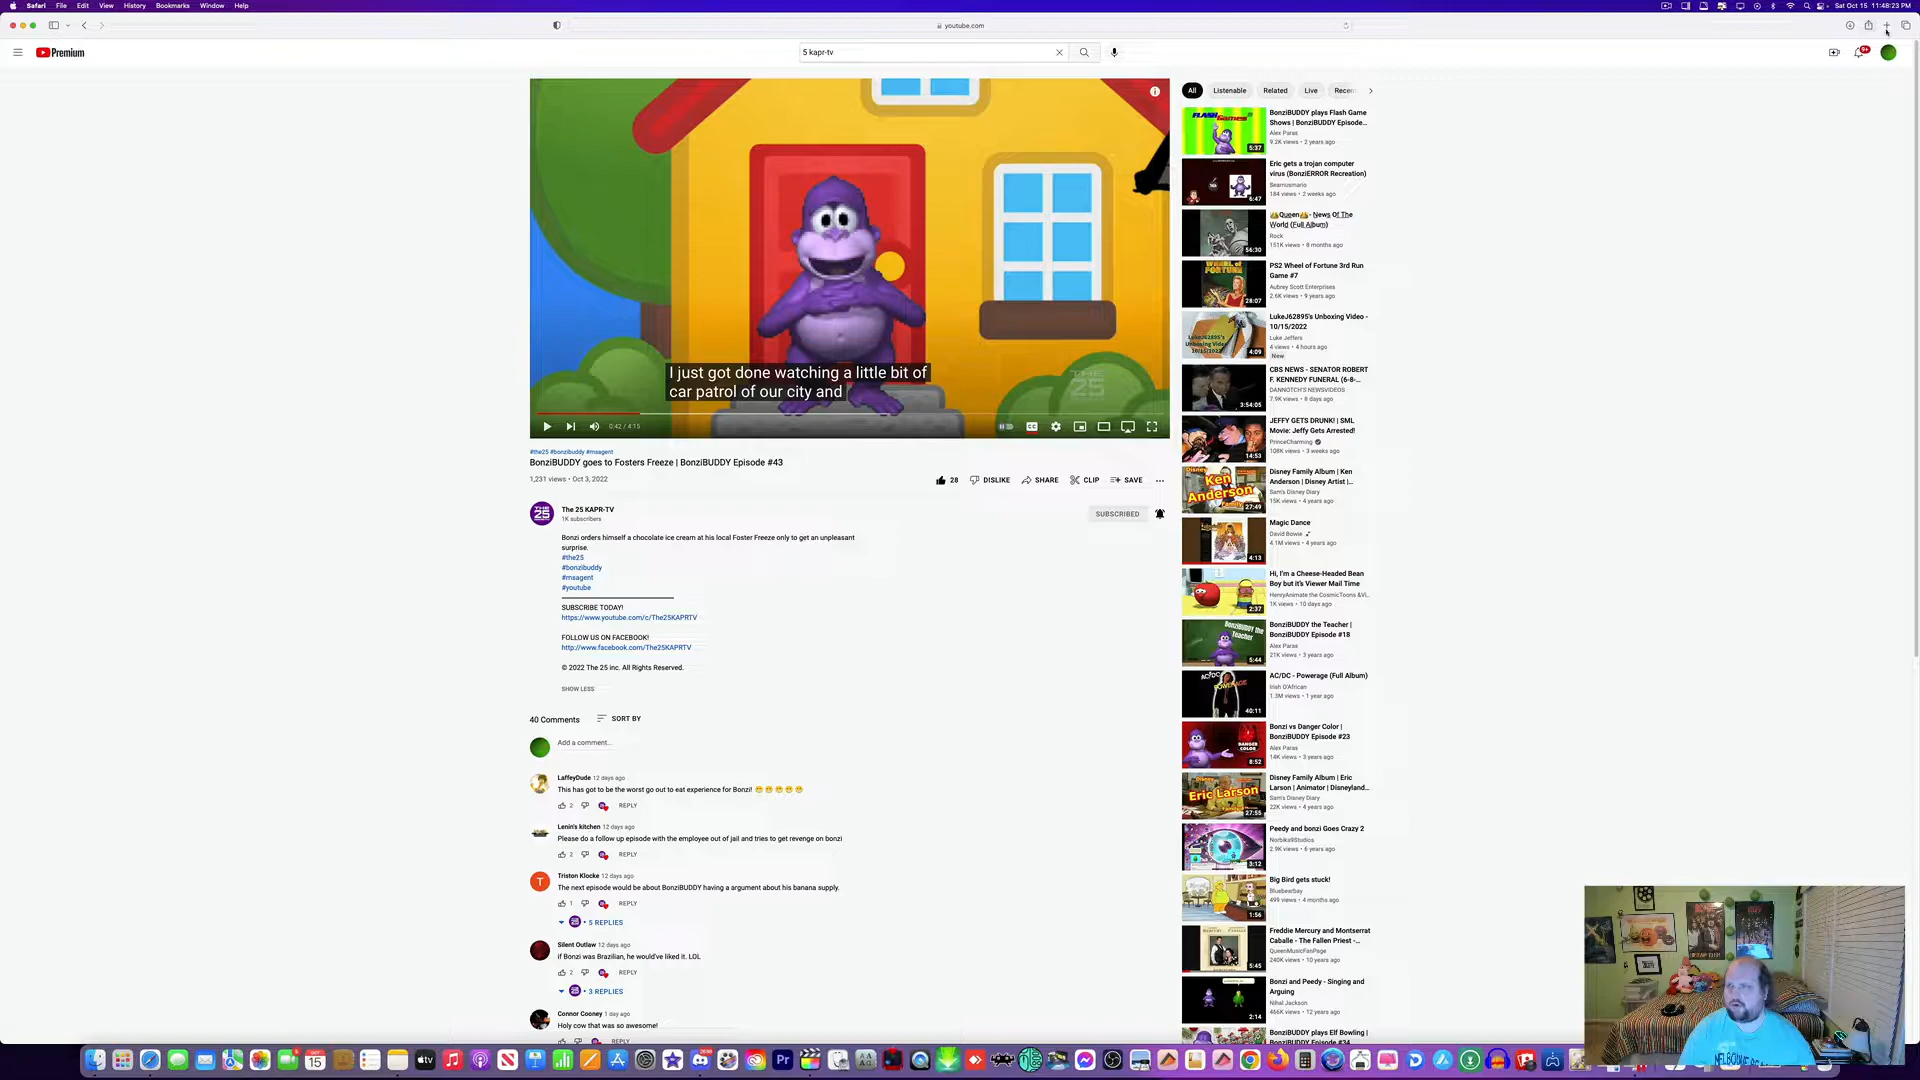 Safari File Edit View History Bookmarks Window Help
Sat Oct 15 11:48:23 PM
youtube.com
Premium
5 kapr-tv
9+
I just got done watching a little bit of
car patrol of our city and
THE 25
0:42 / 4:15
#the25 #bonzibuddy #msagent
BonziBUDDY goes to Fosters Freeze | BonziBUDDY Episode #43
1,231 views • Oct 3, 2022
28 DISLIKE SHARE CLIP SAVE
The 25 KAPR-TV
1K subscribers
SUBSCRIBED
Bonzi orders himself a chocolate ice cream at his local Foster Freeze only to get an unpleasant
surprise.
#the25
#bonzibuddy
#msagent
#youtube
SUBSCRIBE TODAY!
https://www.youtube.com/c/The25KAPRTV
FOLLOW US ON FACEBOOK!
http://www.facebook.com/The25KAPRTV
© 2022 The 25 inc. All Rights Reserved.
SHOW LESS
40 Comments SORT BY
Add a comment...
LaffeyDude 12 days ago
This has got to be the worst go out to eat experience for Bonzi!
2 REPLY
Lenin's kitchen 12 days ago
Please do a follow up episode with the employee out of jail and tries to get revenge on bonzi
2 REPLY
T
Triston Klocke 12 days ago
The next episode would be about BonziBUDDY having a argument about his banana supply.
1 REPLY
• 5 REPLIES
Silent Outlaw 12 days ago
if Bonzi was Brazilian, he would've liked it. LOL
2 REPLY
• 3 REPLIES
Connor Cooney 1 day ago
Holy cow that was so awesome!
REPLY
All Listenable Related Live Recen
BonziBUDDY plays Flash Game
Shows | BonziBUDDY Episode...
Alex Paras
9.2K views • 2 years ago
5:37
Eric gets a trojan computer
virus (BonziERROR Recreation)
Searnusmario
184 views • 2 weeks ago
6:47
Queen - News Of The
World (Full Album)
Rock
151K views • 8 months ago
56:30
PS2 Wheel of Fortune 3rd Run
Game #7
Aubrey Scott Enterprises
2.6K views • 9 years ago
28:07
LukeJ62895's Unboxing Video -
10/15/2022
Luke Jeffers
4 views • 4 hours ago
New
4:09
CBS NEWS - SENATOR ROBERT
F. KENNEDY FUNERAL (6-8-...
DANNOTCH'S NEWSVIDEOS
7.9K views • 8 days ago
3:54:05
JEFFY GETS DRUNK! | SML
Movie: Jeffy Gets Arrested!
PrinceCharming
108K views • 3 weeks ago
14:53
Disney Family Album | Ken
Anderson | Disney Artist |...
Sam's Disney Diary
15K views • 4 years ago
27:49
Magic Dance
David Bowie
4.1M views • 4 years ago
4:13
Hi, I'm a Cheese-Headed Bean
Boy but it's Viewer Mail Time
HenryAnimate the CosmicToons &Vi...
1K views • 10 days ago
2:37
BonziBUDDY the Teacher |
BonziBUDDY Episode #18
Alex Paras
21K views • 3 years ago
5:44
AC/DC - Powerage (Full Album)
Irish O'African
1.3M views • 1 year ago
40:11
Bonzi vs Danger Color |
BonziBUDDY Episode #23
Alex Paras
14K views • 3 years ago
8:52
Disney Family Album | Eric
Larson | Animator | Disneyland...
Sam's Disney Diary
22K views • 4 years ago
27:55
Peedy and bonzi Goes Crazy 2
Norbika9Studios
2.9K views • 6 years ago
3:12
Big Bird gets stuck!
Bluebearbay
499 views • 4 months ago
1:56
Freddie Mercury and Montserrat
Caballe - The Fallen Priest -...
QueenMusicFanPage
240K views • 10 years ago
5:45
Bonzi and Peedy - Singing and
Arguing
Nihal Jackson
466K views • 12 years ago
2:14
BonziBUDDY plays Elf Bowling |
BonziBUDDY Episode #34